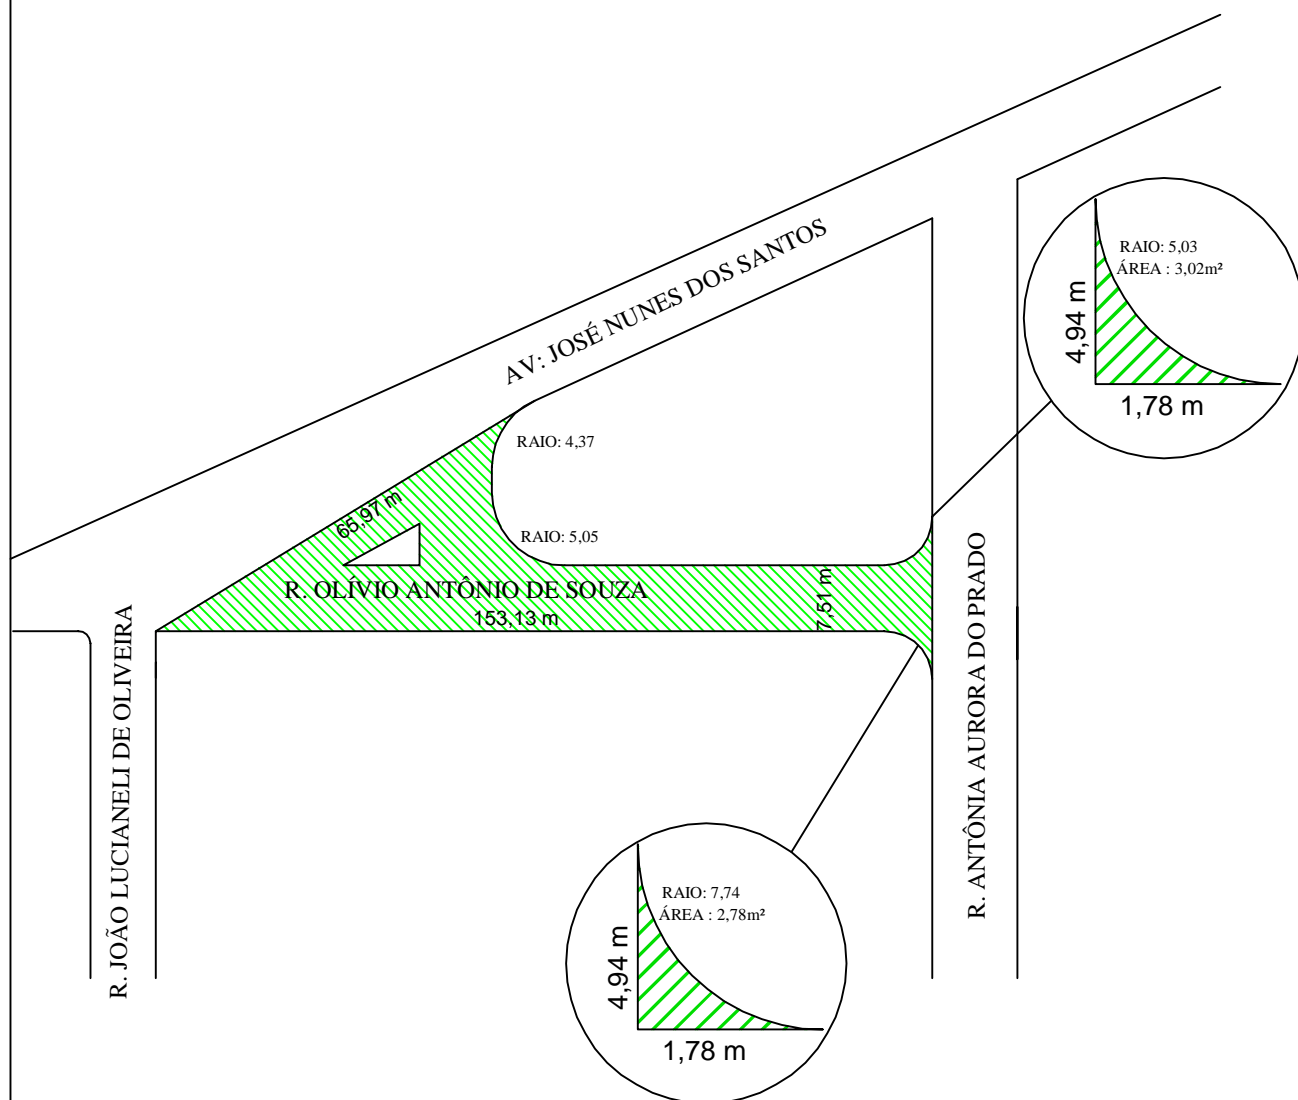 AV: JOSÉ NUNES DOS SANTOS
RAIO: 5,03
ÁREA : 3,02m²
4,94 m
1,78 m
RAIO: 4,37
65,97 m
RAIO: 5,05
R. OLÍVIO ANTÔNIO DE SOUZA
153,13 m
7,51 m
R. JOÃO LUCIANELI DE OLIVEIRA
R. ANTÔNIA AURORA DO PRADO
RAIO: 7,74
ÁREA : 2,78m²
4,94 m
1,78 m